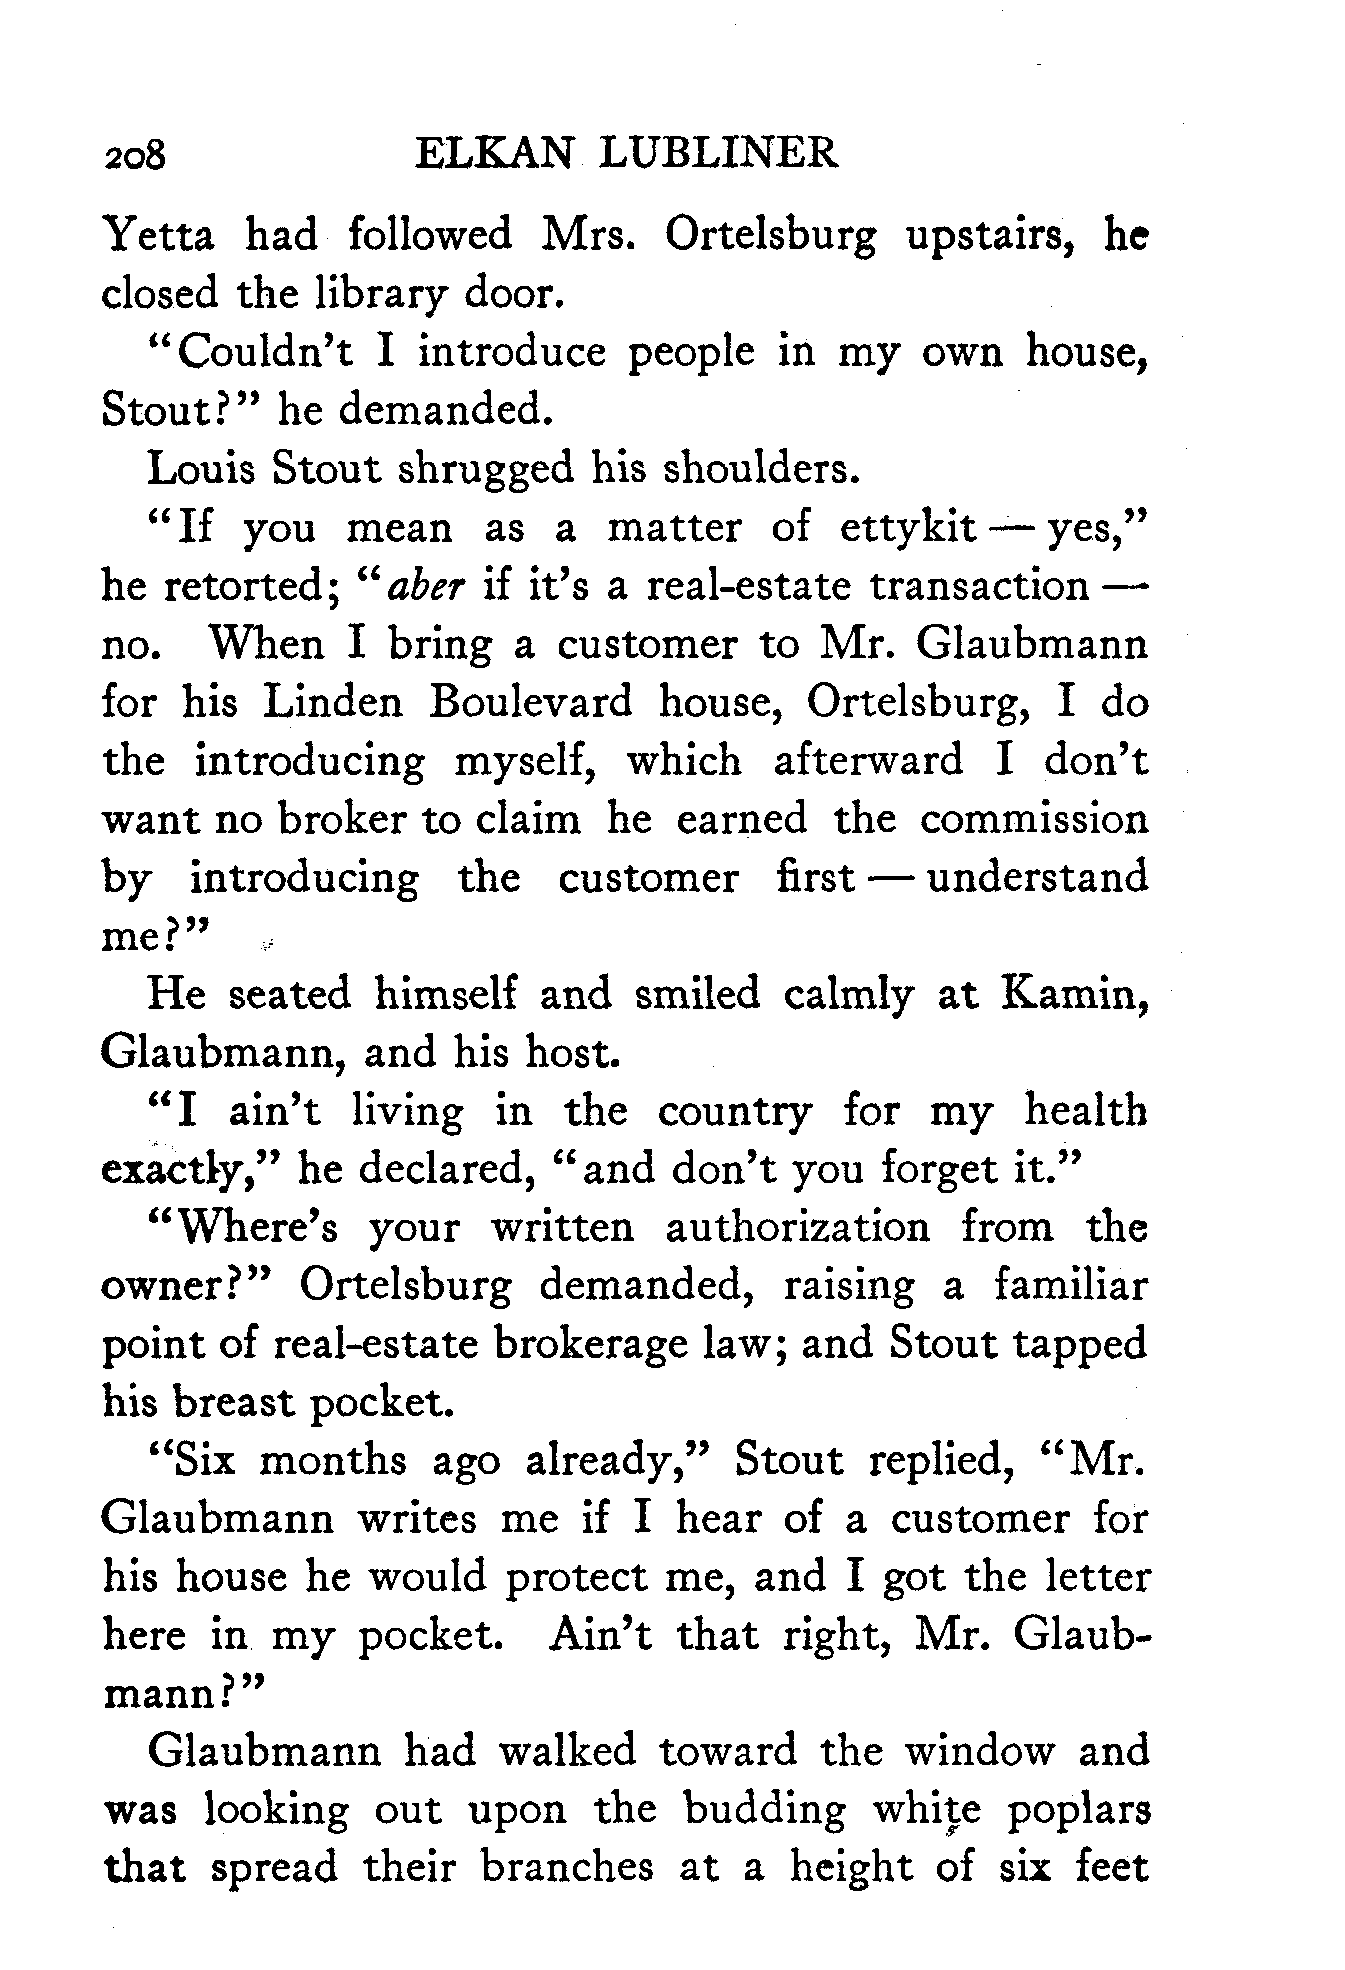 208 ELKAN LUBLINER
Yetta had followed Mrs. Ortelsburg upstairs, he
closed the library door.
"Couldn't I introduce people in my own house,
Stout?" he demanded.
Louis Stout shrugged his shoulders.
"If you mean as a matter of ettykit — yes,"
he retorted; "aber if it's a real-estate transaction —
no. When I bring a customer to Mr. Glaubmann
for his Linden Boulevard house, Ortelsburg, I do
the introducing myself, which afterward I don't
want no broker to claim he earned the commission
by introducing the customer first — understand
me?"
He seated himself and smiled calmly at Kamin,
Glaubmann, and his host.
"I ain't living in the country for my health
exactly," he declared, "and don't you forget it."
"Where's your written authorization from the
owner?" Ortelsburg demanded, raising a familiar
point of real-estate brokerage law; and Stout tapped
his breast pocket.
"Six months ago already," Stout replied, "Mr.
Glaubmann writes me if I hear of a customer for
his house he would protect me, and I got the letter
here in my pocket. Ain't that right, Mr. Glaub-
mann?"
Glaubmann had walked toward the window and
was looking out upon the budding white poplars
that spread their branches at a height of six feet